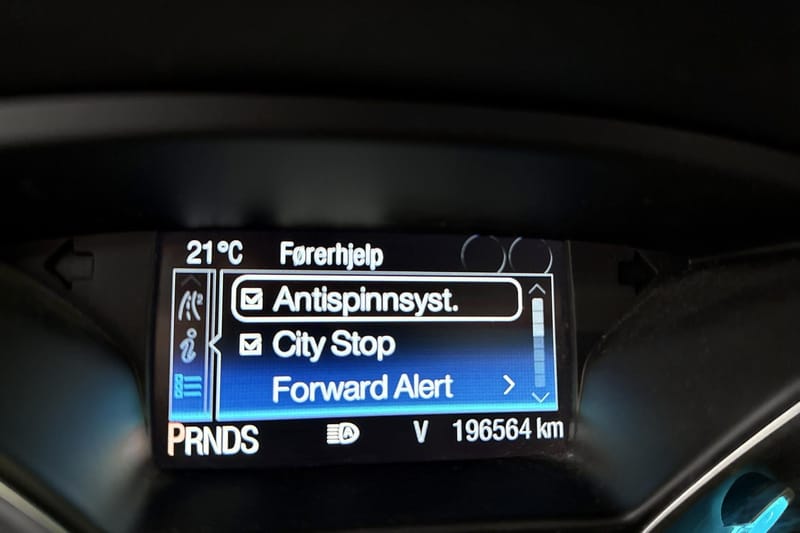 21°C Førerhjelp
Antispinnsyst.
City Stop
Forward Alert
PRNDS V 196564 km